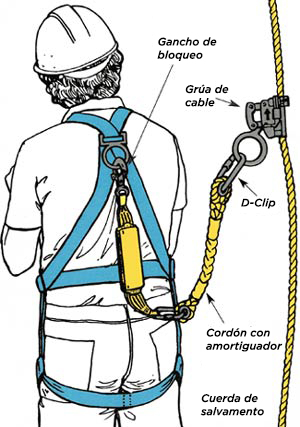 Gancho de
bloqueo
Grúa de
cable
D-Clip
Cordón con
amortiguador
Cuerda de
salvamento